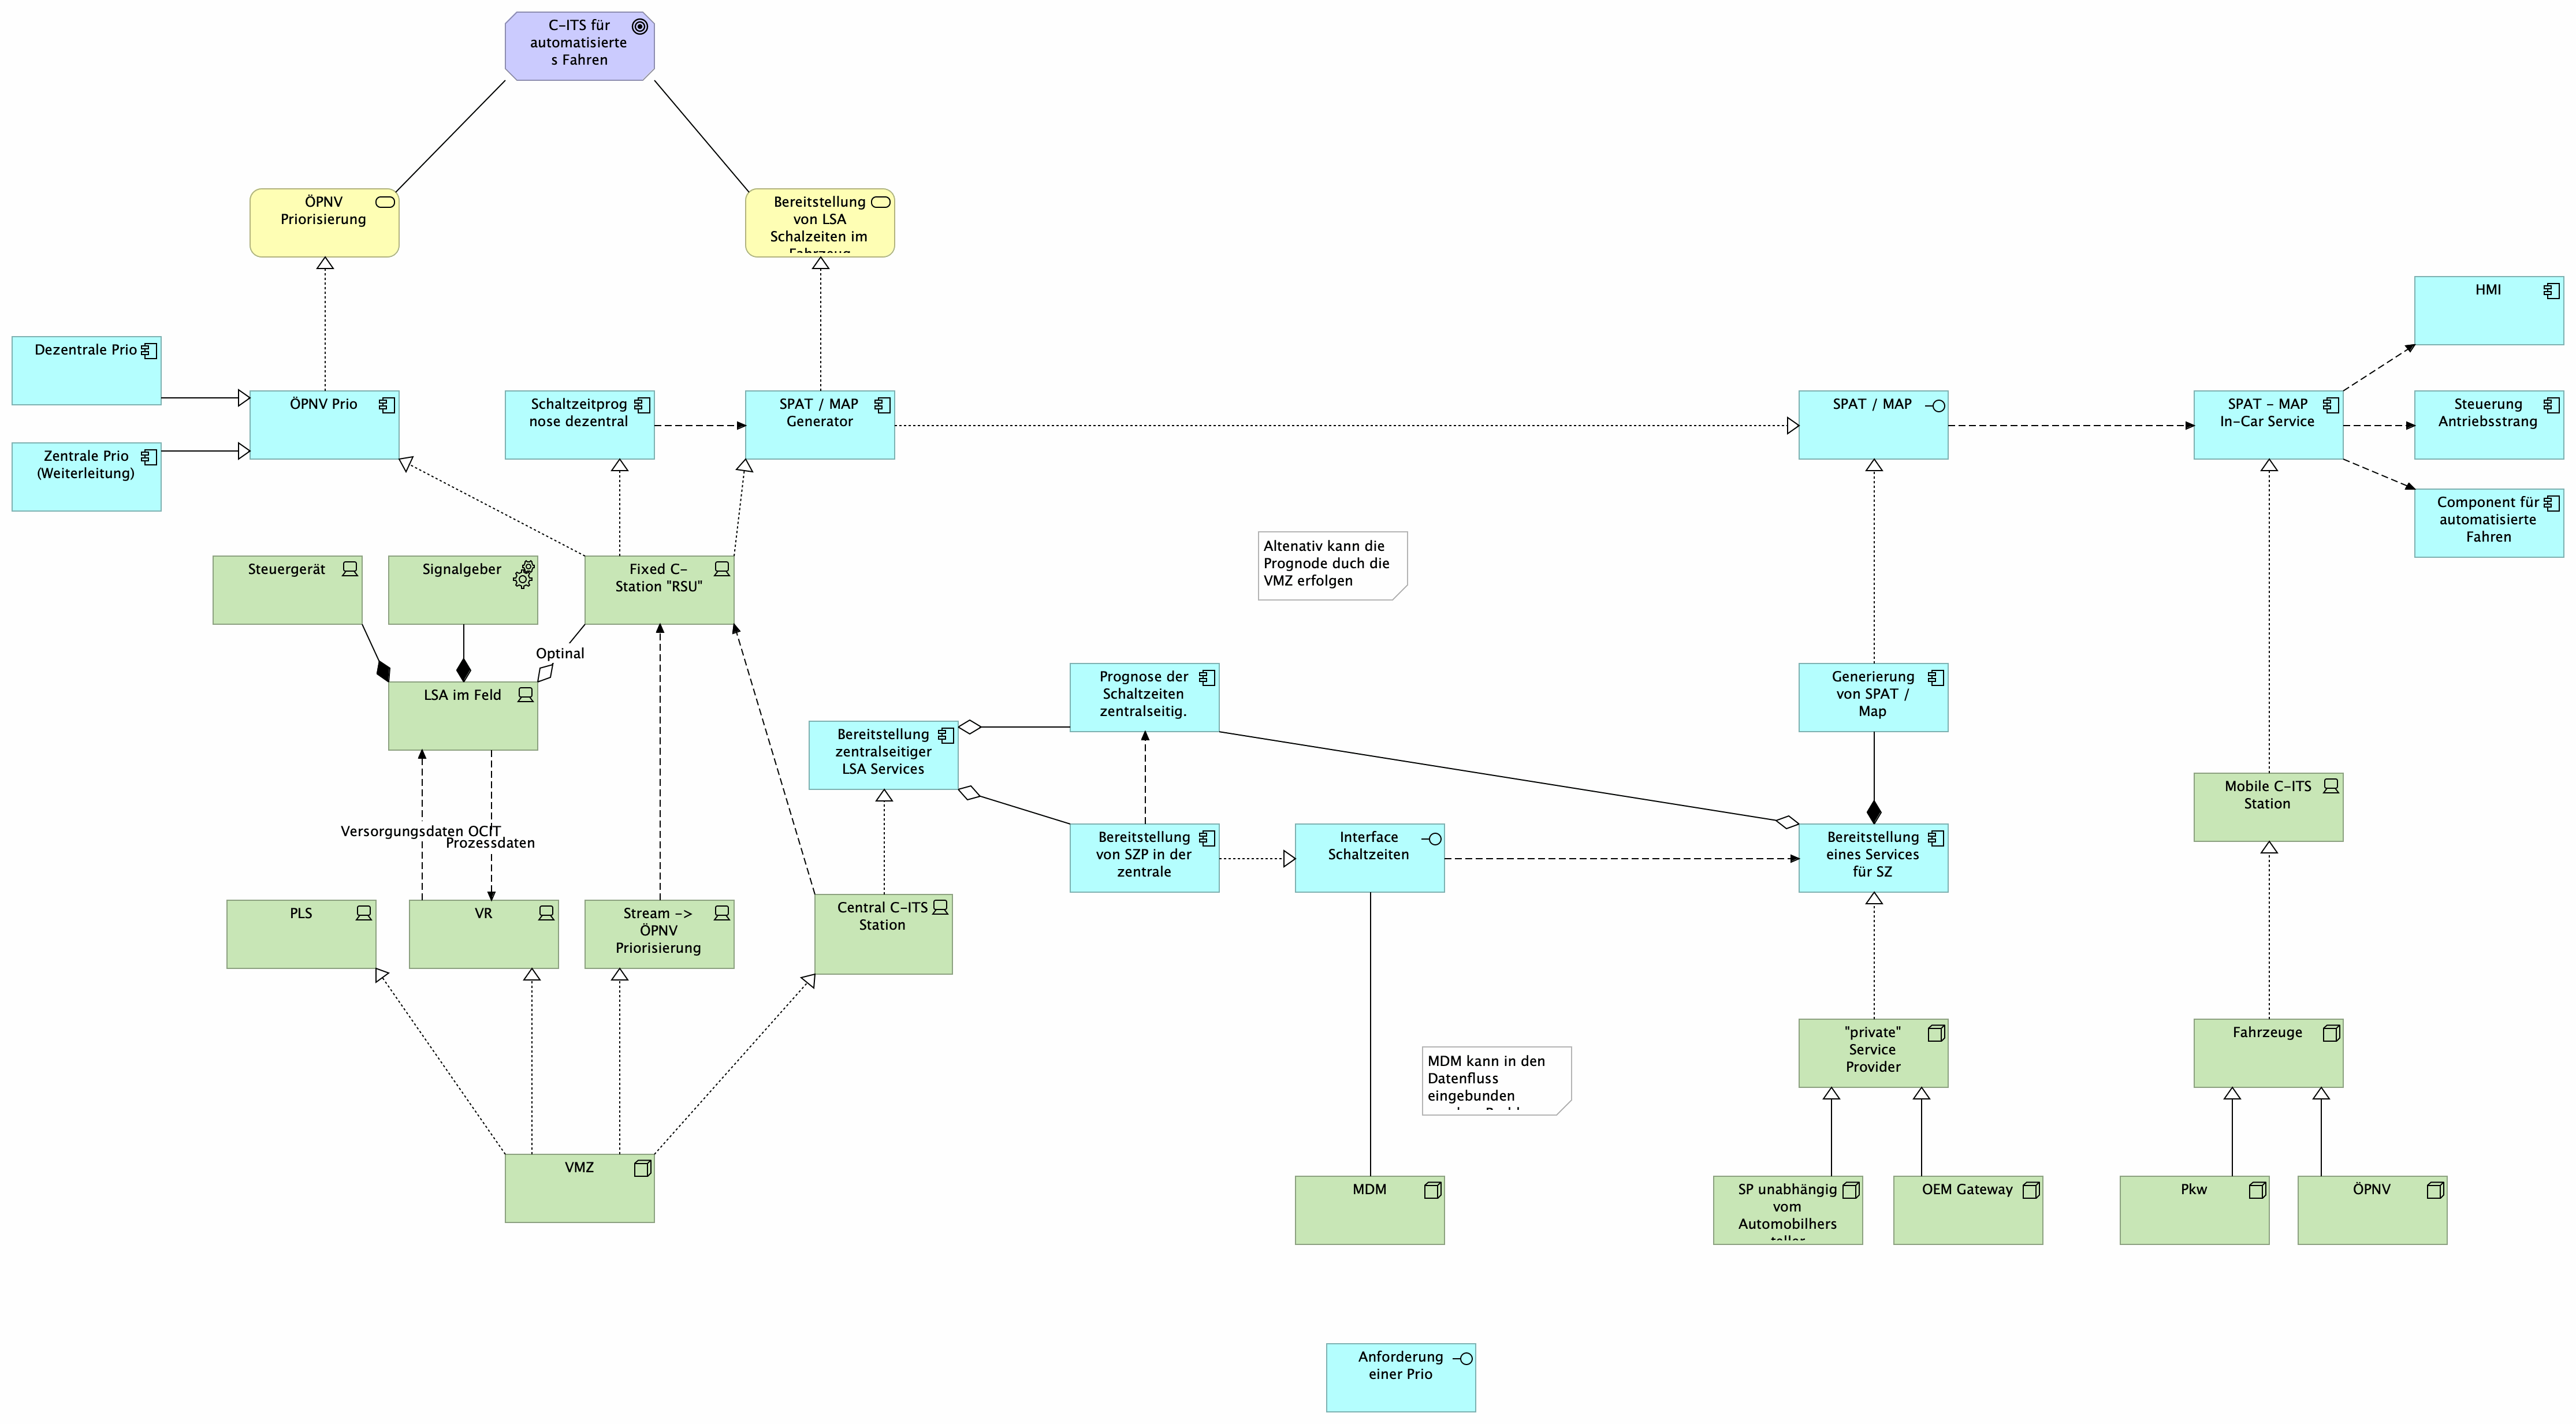 C-ITS für
automatisierte
s Fahren
ÖPNV
Priorisierung
Bereitstellung
von LSA
Schalzeiten im
Fahrzeug
HMI
Dezentrale Prio
ÖPNV Prio
Schaltzeitprog
nose dezentral
SPAT / MAP
Generator
SPAT / MAP
SPAT - MAP
In-Car Service
Steuerung
Antriebsstrang
Zentrale Prio
(Weiterleitung)
Component für
automatisierte
Fahren
Steuergerät
Signalgeber
Fixed C-
Station "RSU"
Altenativ kann die
Prognode duch die
VMZ erfolgen
Optinal
LSA im Feld
Prognose der
Schaltzeiten
zentralseitig.
Generierung
von SPAT /
Map
Bereitstellung
zentralseitiger
LSA Services
Mobile C-ITS
Station
Versorgungsdaten OCIT
Prozessdaten
Bereitstellung
von SZP in der
zentrale
Interface
Schaltzeiten
Bereitstellung
eines Services
für SZ
PLS
VR
Stream ->
ÖPNV
Priorisierung
Central C-ITS
Station
"private"
Service
Provider
Fahrzeuge
MDM kann in den
Datenfluss
eingebunden
VMZ
MDM
SP unabhängig
vom
Automobilhers
teller
OEM Gateway
Pkw
ÖPNV
Anforderung
einer Prio